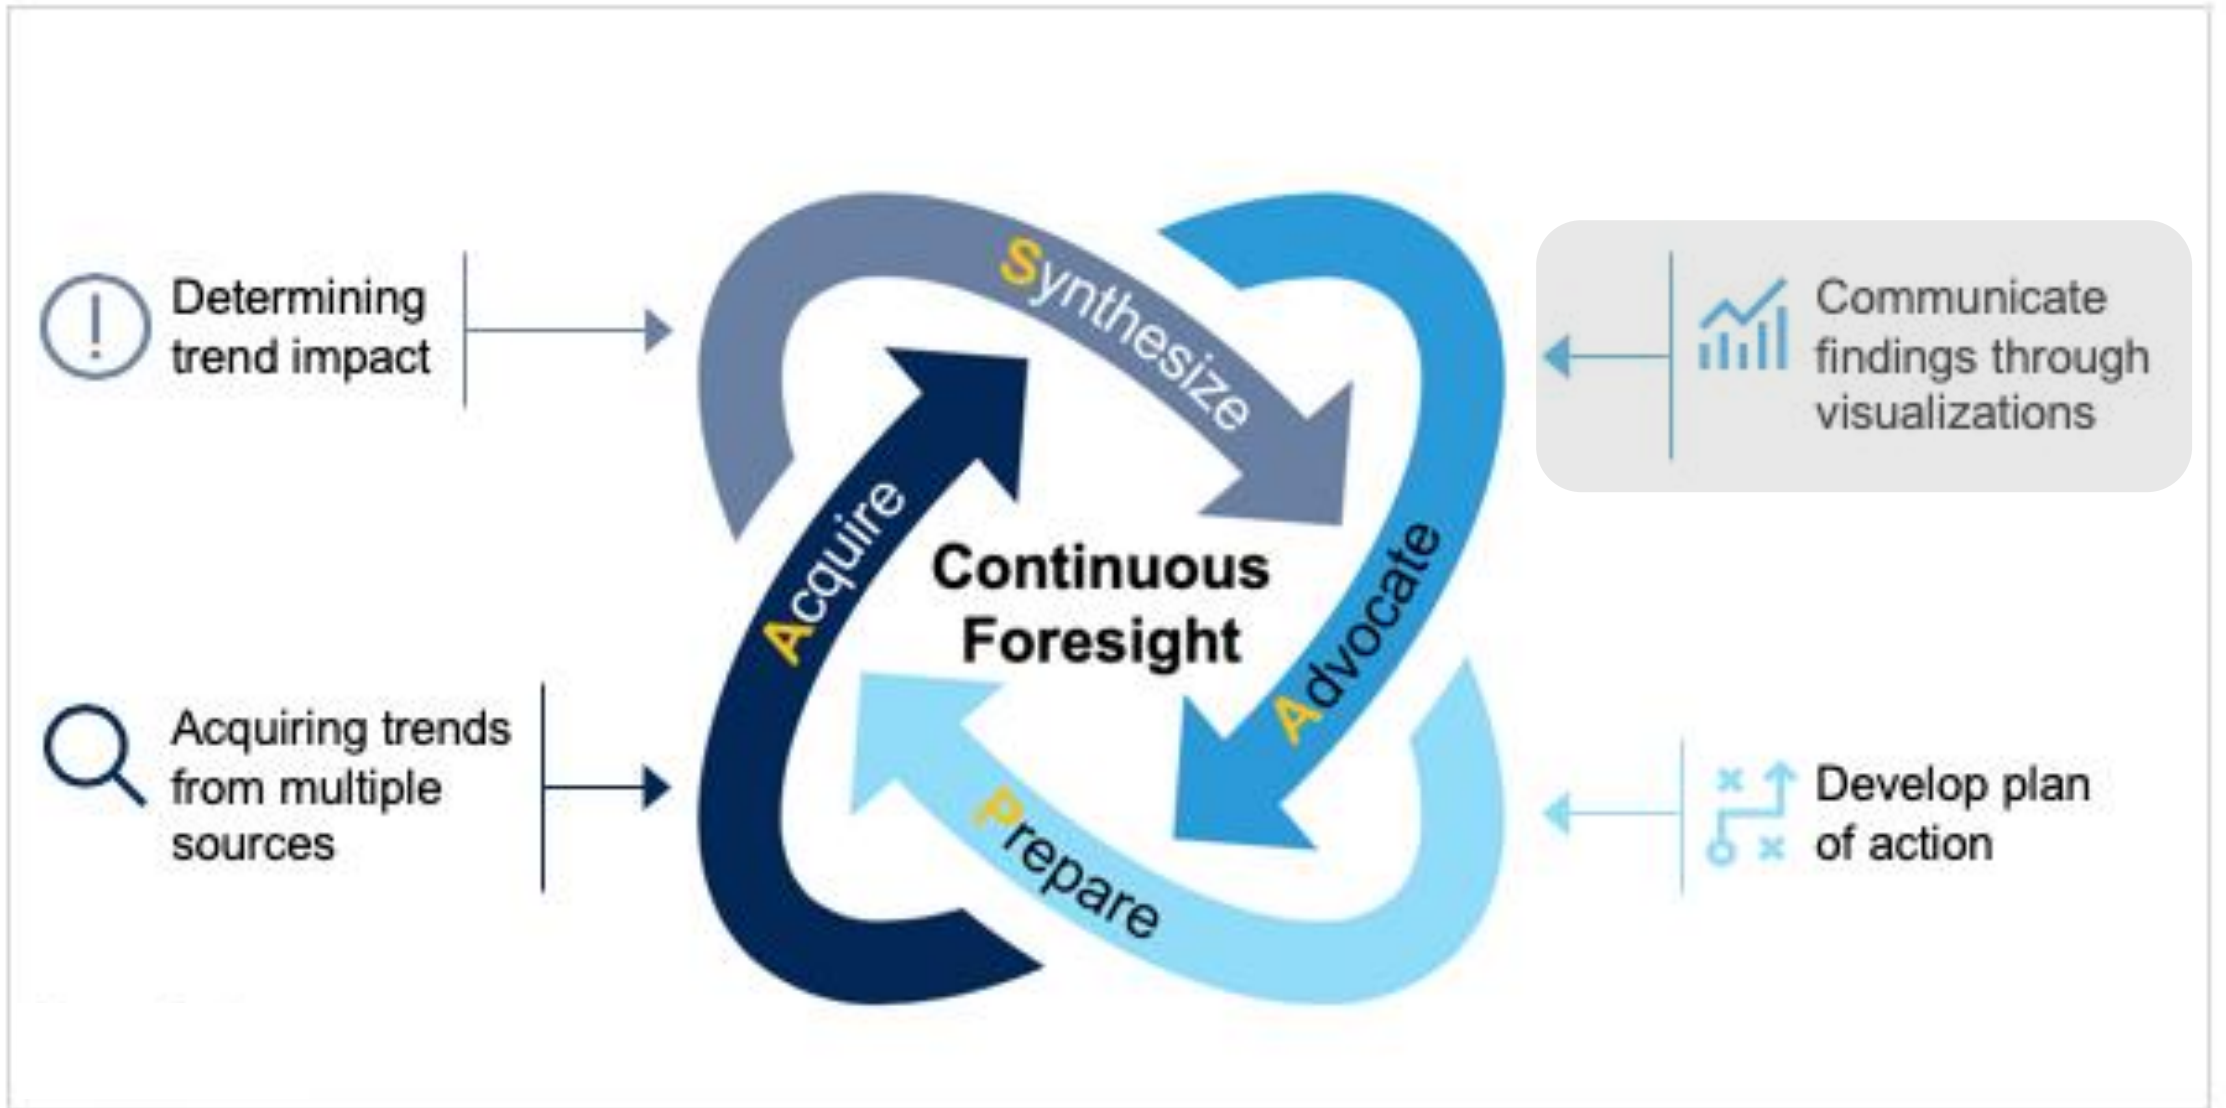 Determining
trend impact
Synthesize
Communicate
findings through
visualizations
Acquire
Continuous
Foresight
Advocate
Acquiring trends
from multiple
sources
Prepare
Develop plan
of action